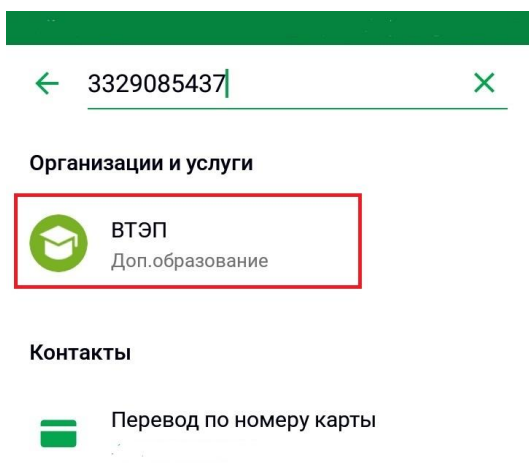 3329085437
Организации и услуги
ВТЭП
Доп.образование
Контакты
Перевод по номеру карты